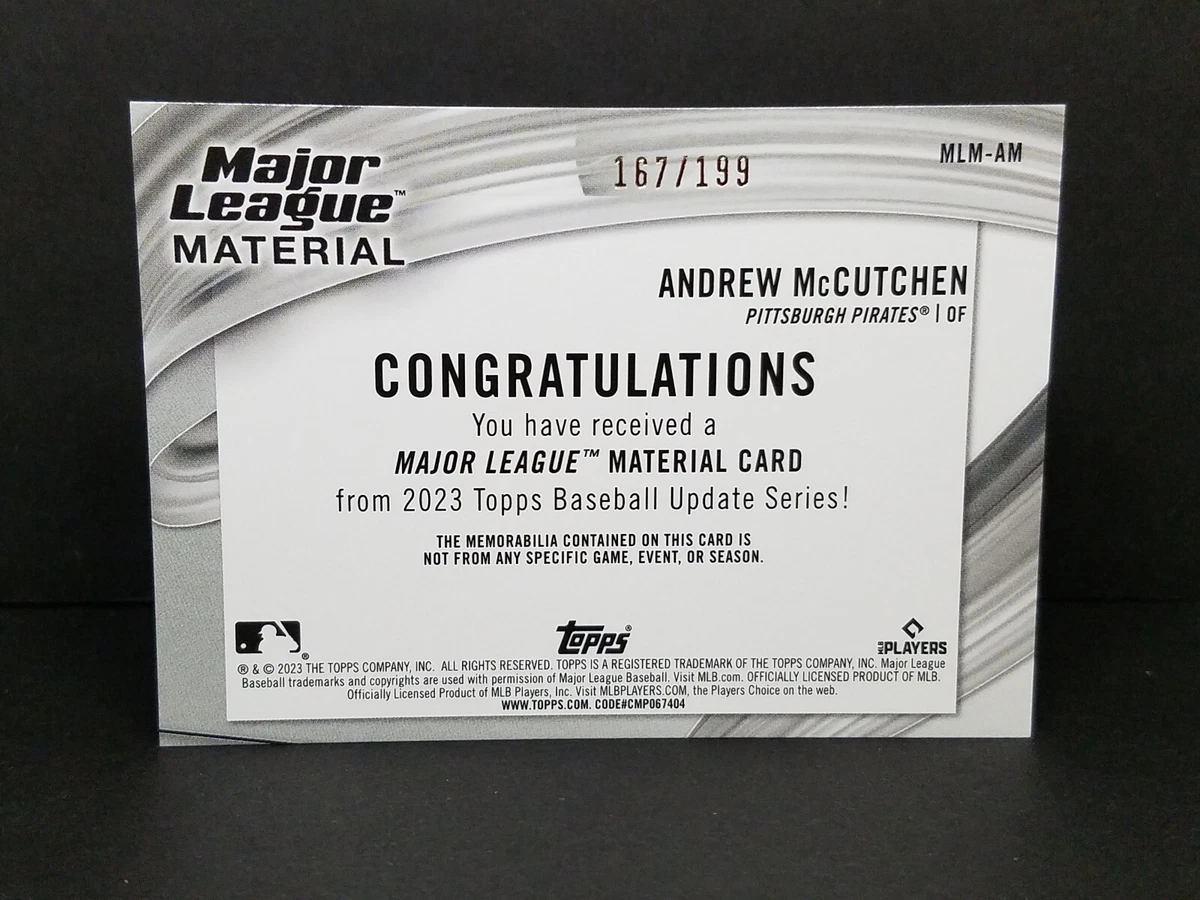 Major
League™
MATERIAL
167/199
MLM-AM
ANDREW McCUTCHEN
PITTSBURGH PIRATES® | OF
CONGRATULATIONS
You have received a
MAJOR LEAGUE™ MATERIAL CARD
from 2023 Topps Baseball Update Series!
THE MEMORABILIA CONTAINED ON THIS CARD IS
NOT FROM ANY SPECIFIC GAME, EVENT, OR SEASON.
®
Topps®
MLB PLAYERS
® & © 2023 THE TOPPS COMPANY, INC. ALL RIGHTS RESERVED. TOPPS IS A REGISTERED TRADEMARK OF THE TOPPS COMPANY, INC. Major League
Baseball trademarks and copyrights are used with permission of Major League Baseball. Visit MLB.com. OFFICIALLY LICENSED PRODUCT OF MLB.
Officially Licensed Product of MLB Players, Inc. Visit MLBPLAYERS.COM, the Players Choice on the web.
WWW.TOPPS.COM. CODE#CMP067404